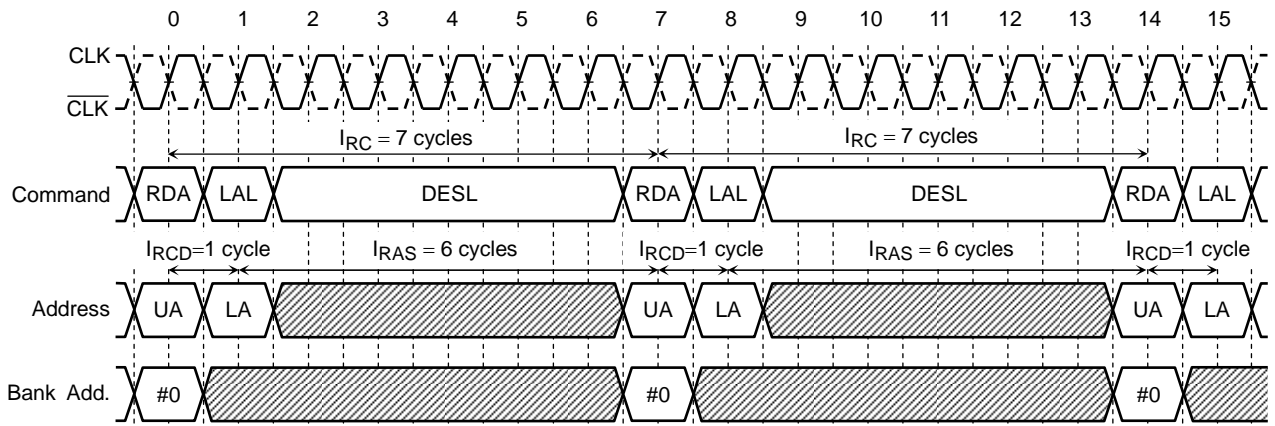 0 1 2 3 4 5 6 7 8 9 10 11 12 13 14 15
CLK
CLK
IRC = 7 cycles IRC = 7 cycles
Command RDA LAL DESL RDA LAL DESL RDA LAL
IRCD=1 cycle IRAS = 6 cycles IRCD=1 cycle IRAS = 6 cycles IRCD=1 cycle
Address UA LA UA LA UA LA
Bank Add. #0 #0 #0